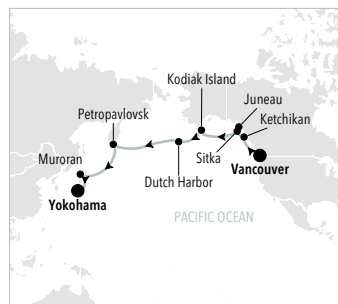 Kodiak Island
Juneau
Petropavlovsk
Ketchikan
Muroran
Sitka
Vancouver
Dutch Harbor
Yokohama
PACIFIC OCEAN